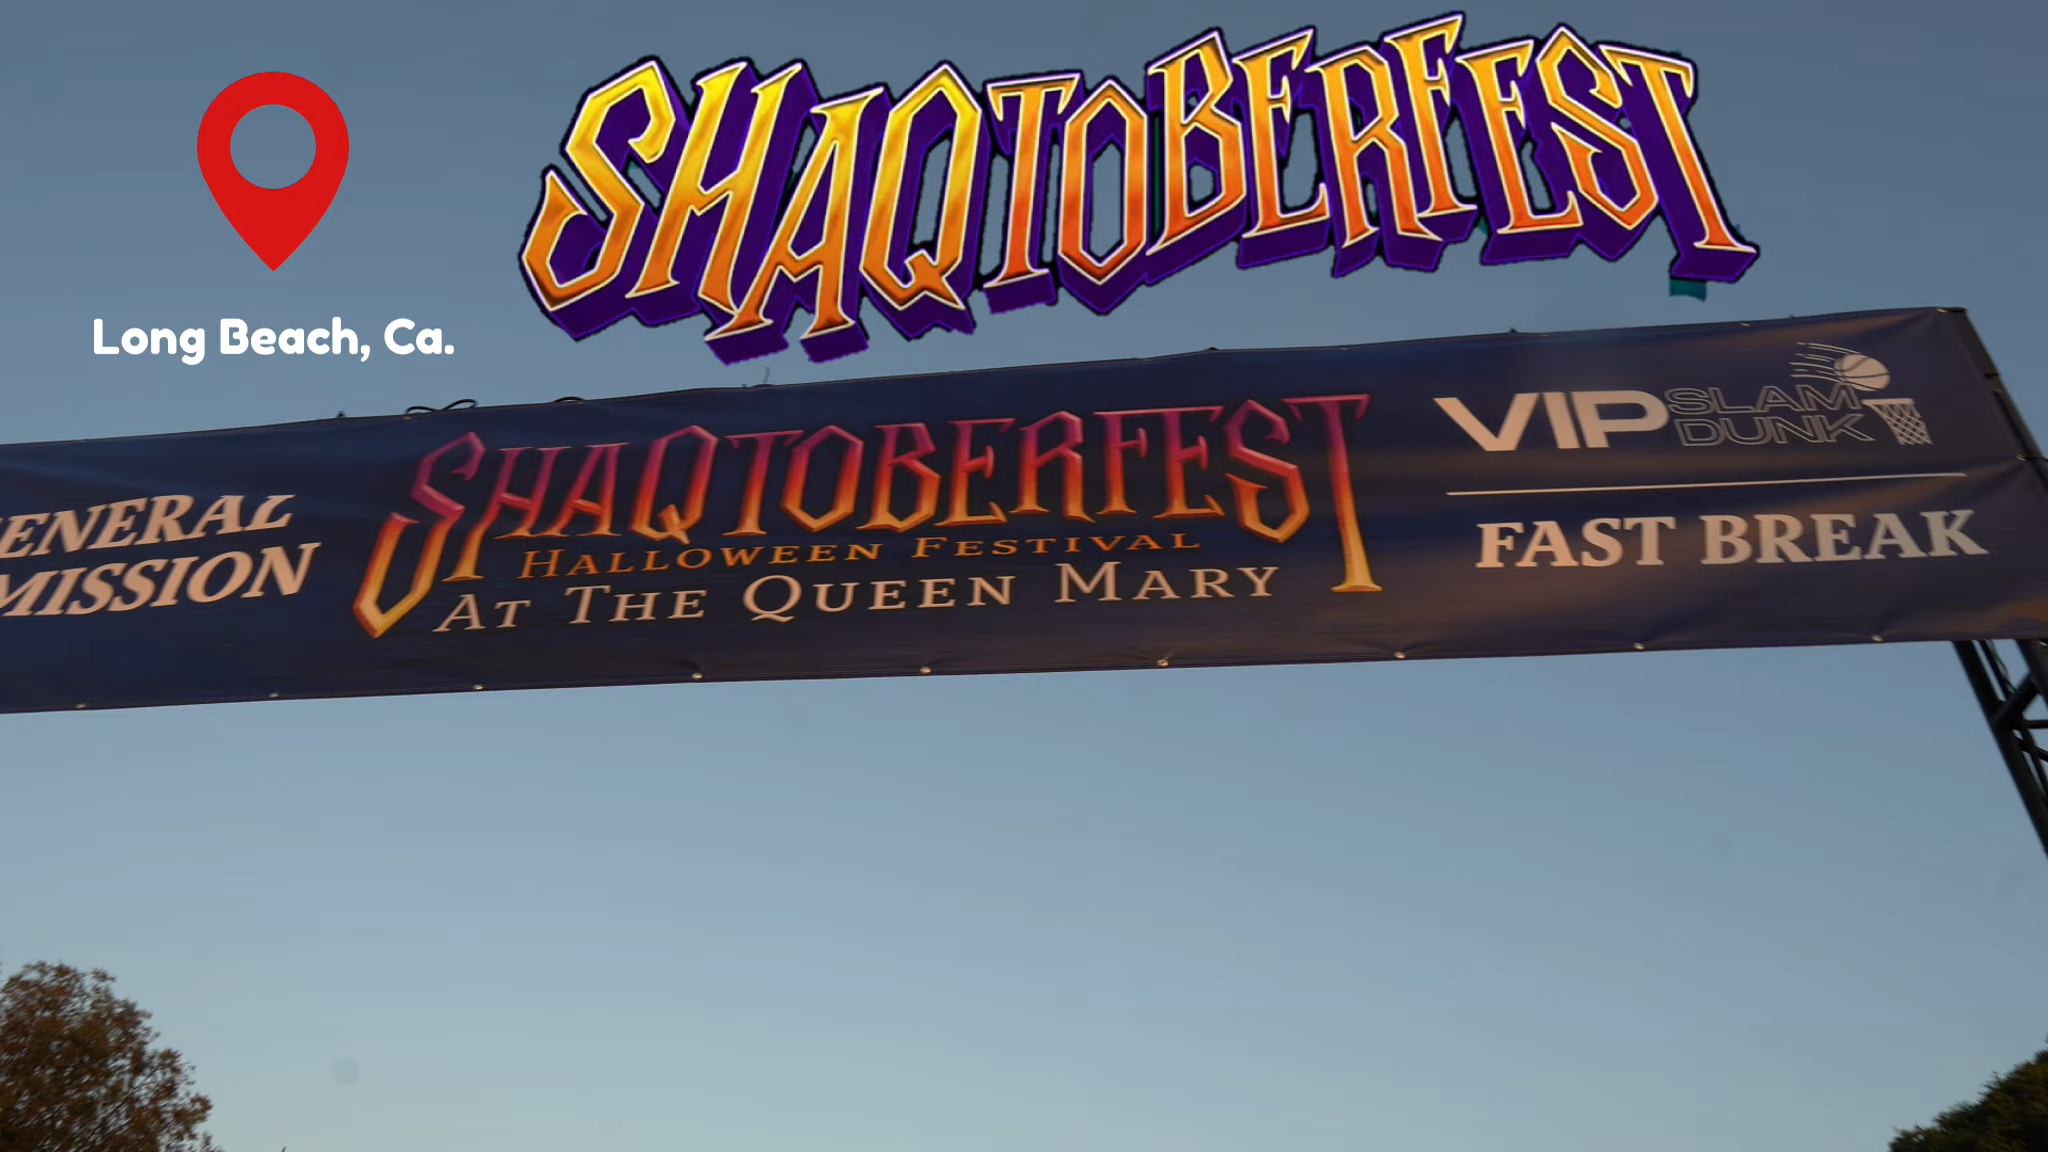 SHAQTOBERFEST
Long Beach, Ca.
SHAQTOBERFEST
HALLOWEEN FESTIVAL
AT THE QUEEN MARY
ENERAL
MISSION
VIP SLAM
DUNK
FAST BREAK